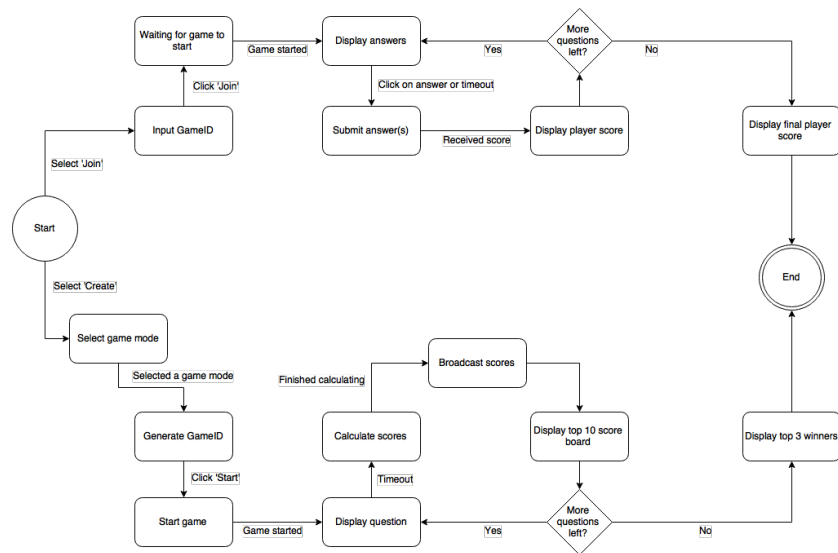 Waiting for game to
start
Game started
Display answers
Yes
More
questions
left?
No
Click 'Join'
Click on answer or timeout
Input GameID
Submit answer(s)
Received score
Display player score
Display final player
score
Select 'Join'
Start
End
Select 'Create'
Select game mode
Selected a game mode
Finished calculating
Broadcast scores
Generate GameID
Calculate scores
Display top 10 score
board
Display top 3 winners
Click 'Start'
Timeout
Start game
Game started
Display question
Yes
More
questions
left?
No